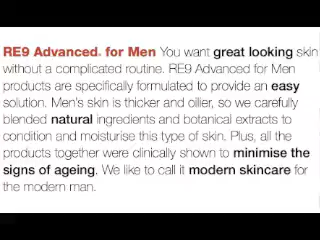 RE9 Advanced® for Men You want great looking skin
without a complicated routine. RE9 Advanced for Men
products are specifically formulated to provide an easy
solution. Men's skin is thicker and oilier, so we carefully
blended natural ingredients and botanical extracts to
condition and moisturise this type of skin. Plus, all the
products together were clinically shown to minimise the
signs of ageing. We like to call it modern skincare for
the modern man.